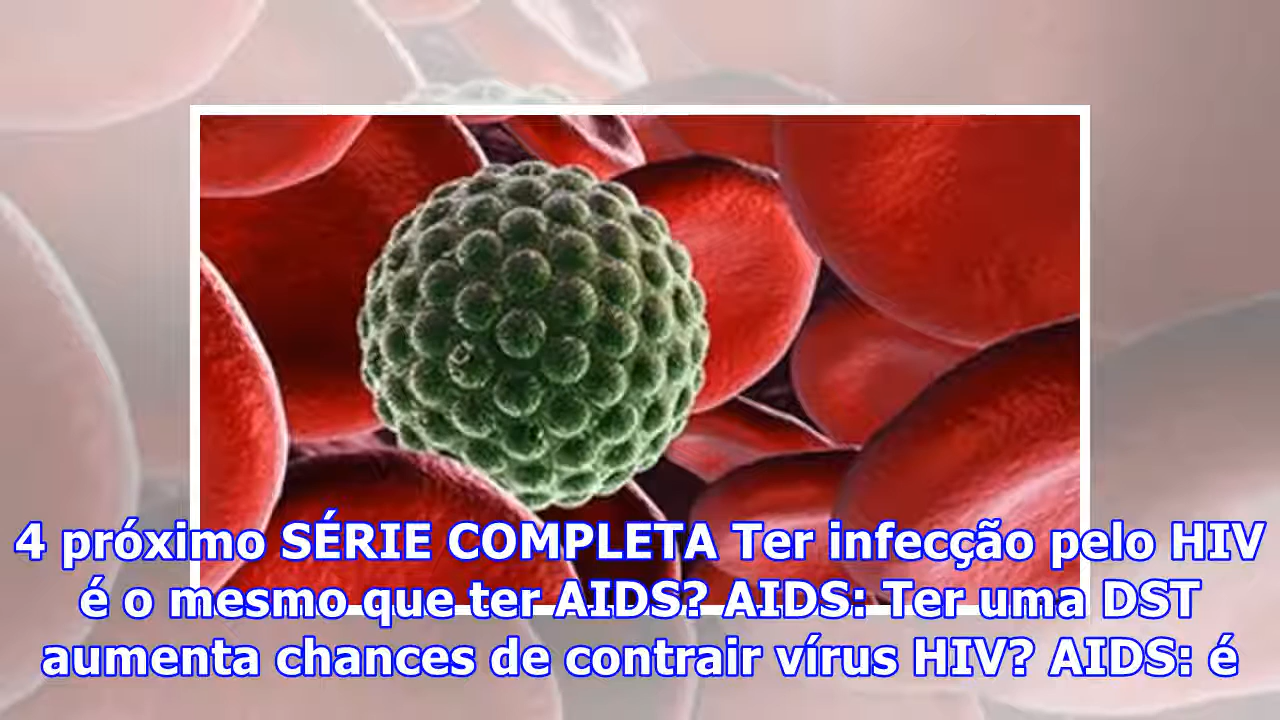 4 próximo SÉRIE COMPLETA Ter infecção pelo HIV
é o mesmo que ter AIDS? AIDS: Ter uma DST
aumenta chances de contrair vírus HIV? AIDS: é